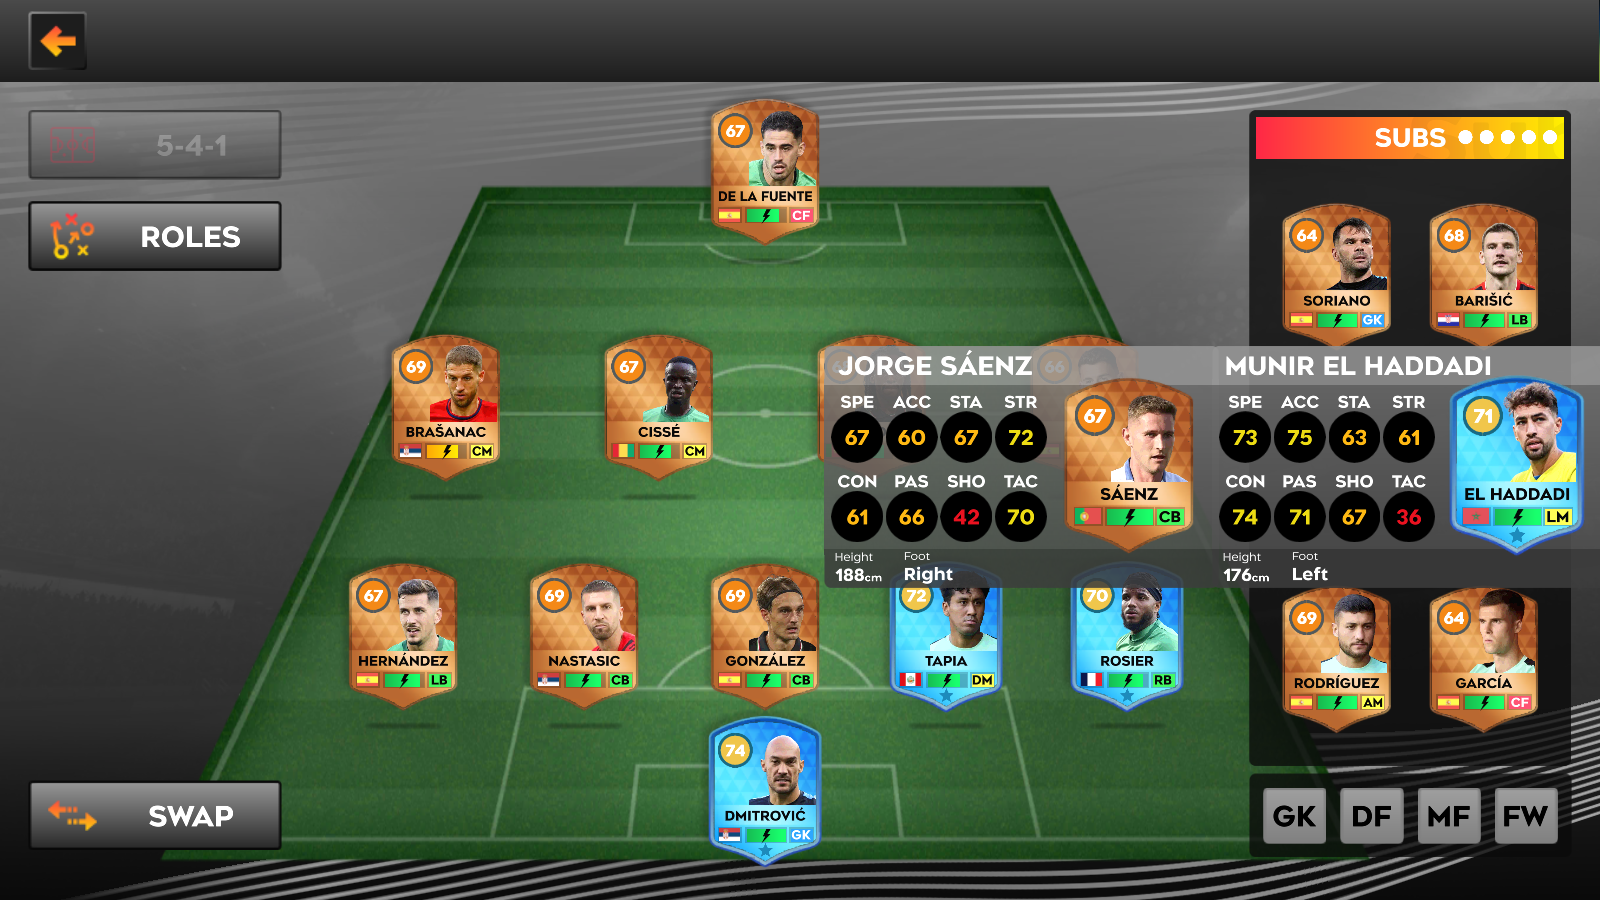 5-4-1
ROLES
67
DE LA FUENTE
CF
SUBS
64
SORIANO
GK
68
BARIŠIĆ
LB
69
BRAŠANAC
CM
67
CISSÉ
CM
66
JORGE SÁENZ
SPE ACC STA STR
67 60 67 72
CON PAS SHO TAC
61 66 42 70
Height Foot
188cm Right
67
SÁENZ
CB
MUNIR EL HADDADI
SPE ACC STA STR
73 75 63 61
CON PAS SHO TAC
74 71 67 36
Height Foot
176cm Left
71
EL HADDADI
LM
67
HERNÁNDEZ
LB
69
NASTASIC
CB
69
GONZÁLEZ
CB
72
TAPIA
DM
70
ROSIER
RB
69
RODRÍGUEZ
AM
64
GARCÍA
CF
74
DMITROVIĆ
GK
SWAP
GK DF MF FW